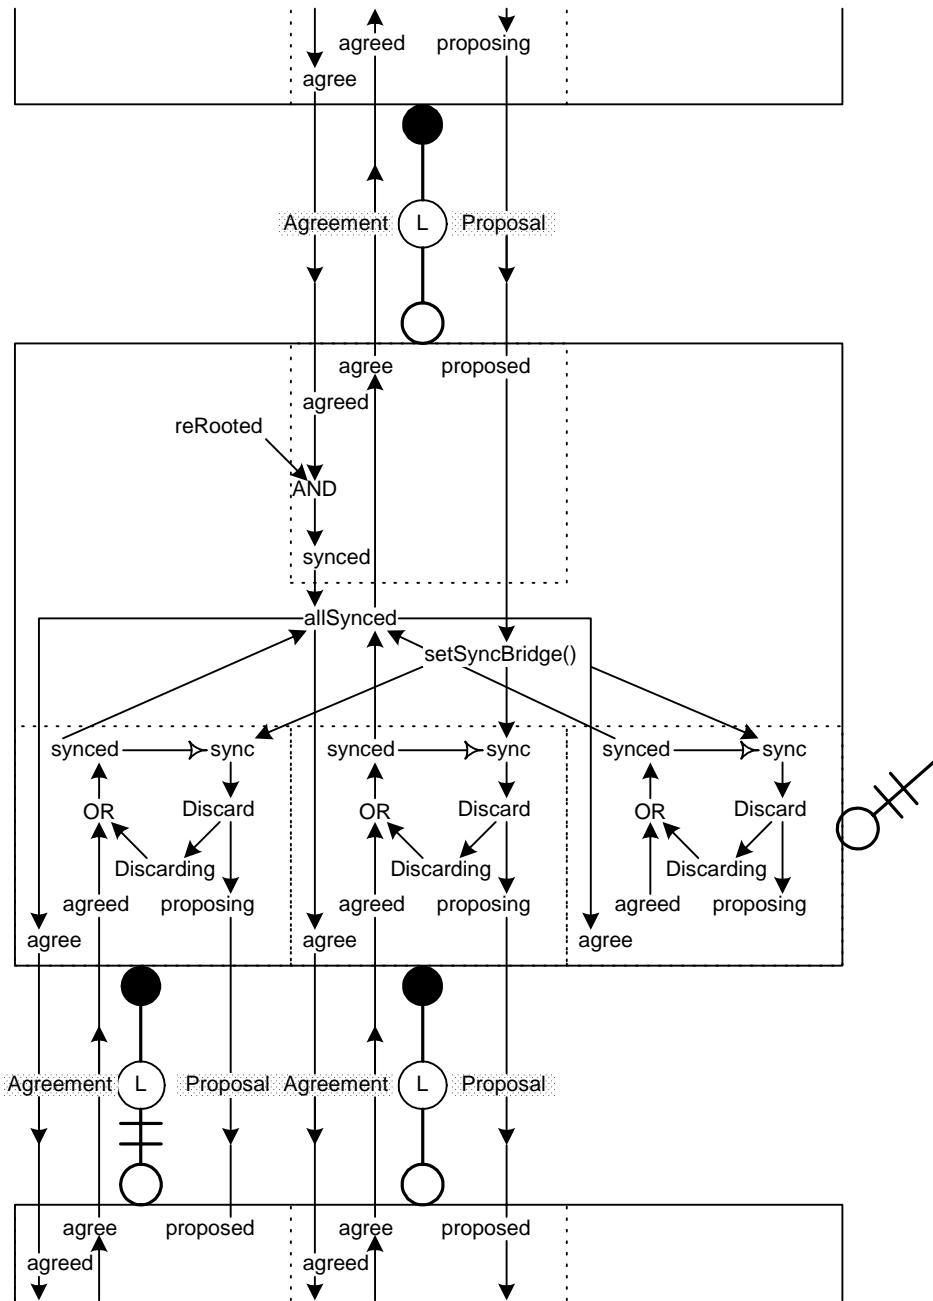 agreed proposing
agree
Agreement L Proposal
agree proposed
agreed
reRooted
AND
synced
allSynced
setSyncBridge()
synced sync synced sync synced sync
OR Discard OR Discard OR Discard
Discarding Discarding Discarding
agreed proposing agreed proposing agreed proposing
agree agree agree
Agreement L Proposal Agreement L Proposal
agree proposed agree proposed
agreed agreed